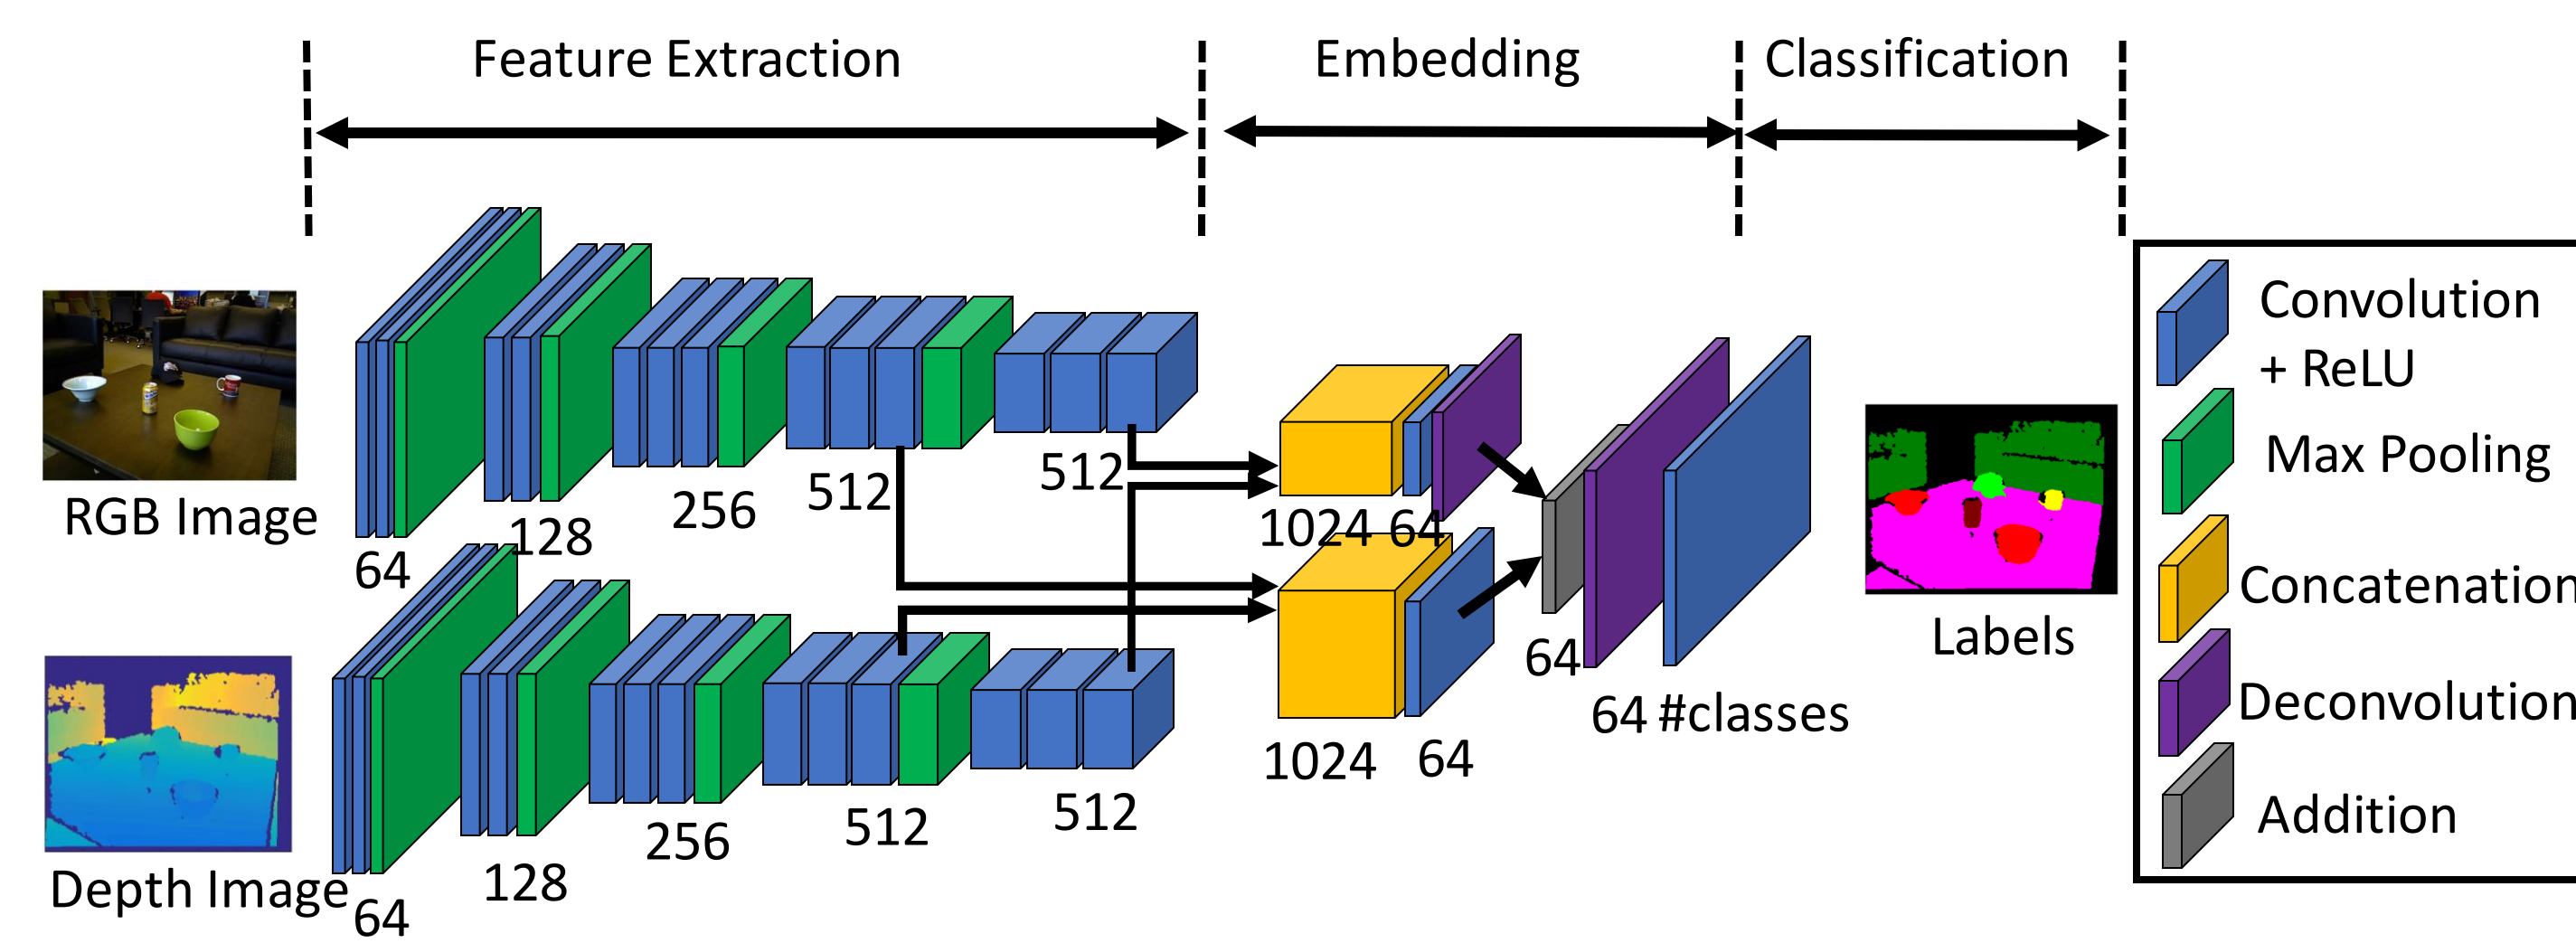 Feature Extraction
Embedding
Classification
RGB Image
64
128
256
512
512
Depth Image
64
128
256
512
512
1024
64
1024
64
64
64
#classes
Labels
Convolution
+ ReLU
Max Pooling
Concatenation
Deconvolution
Addition